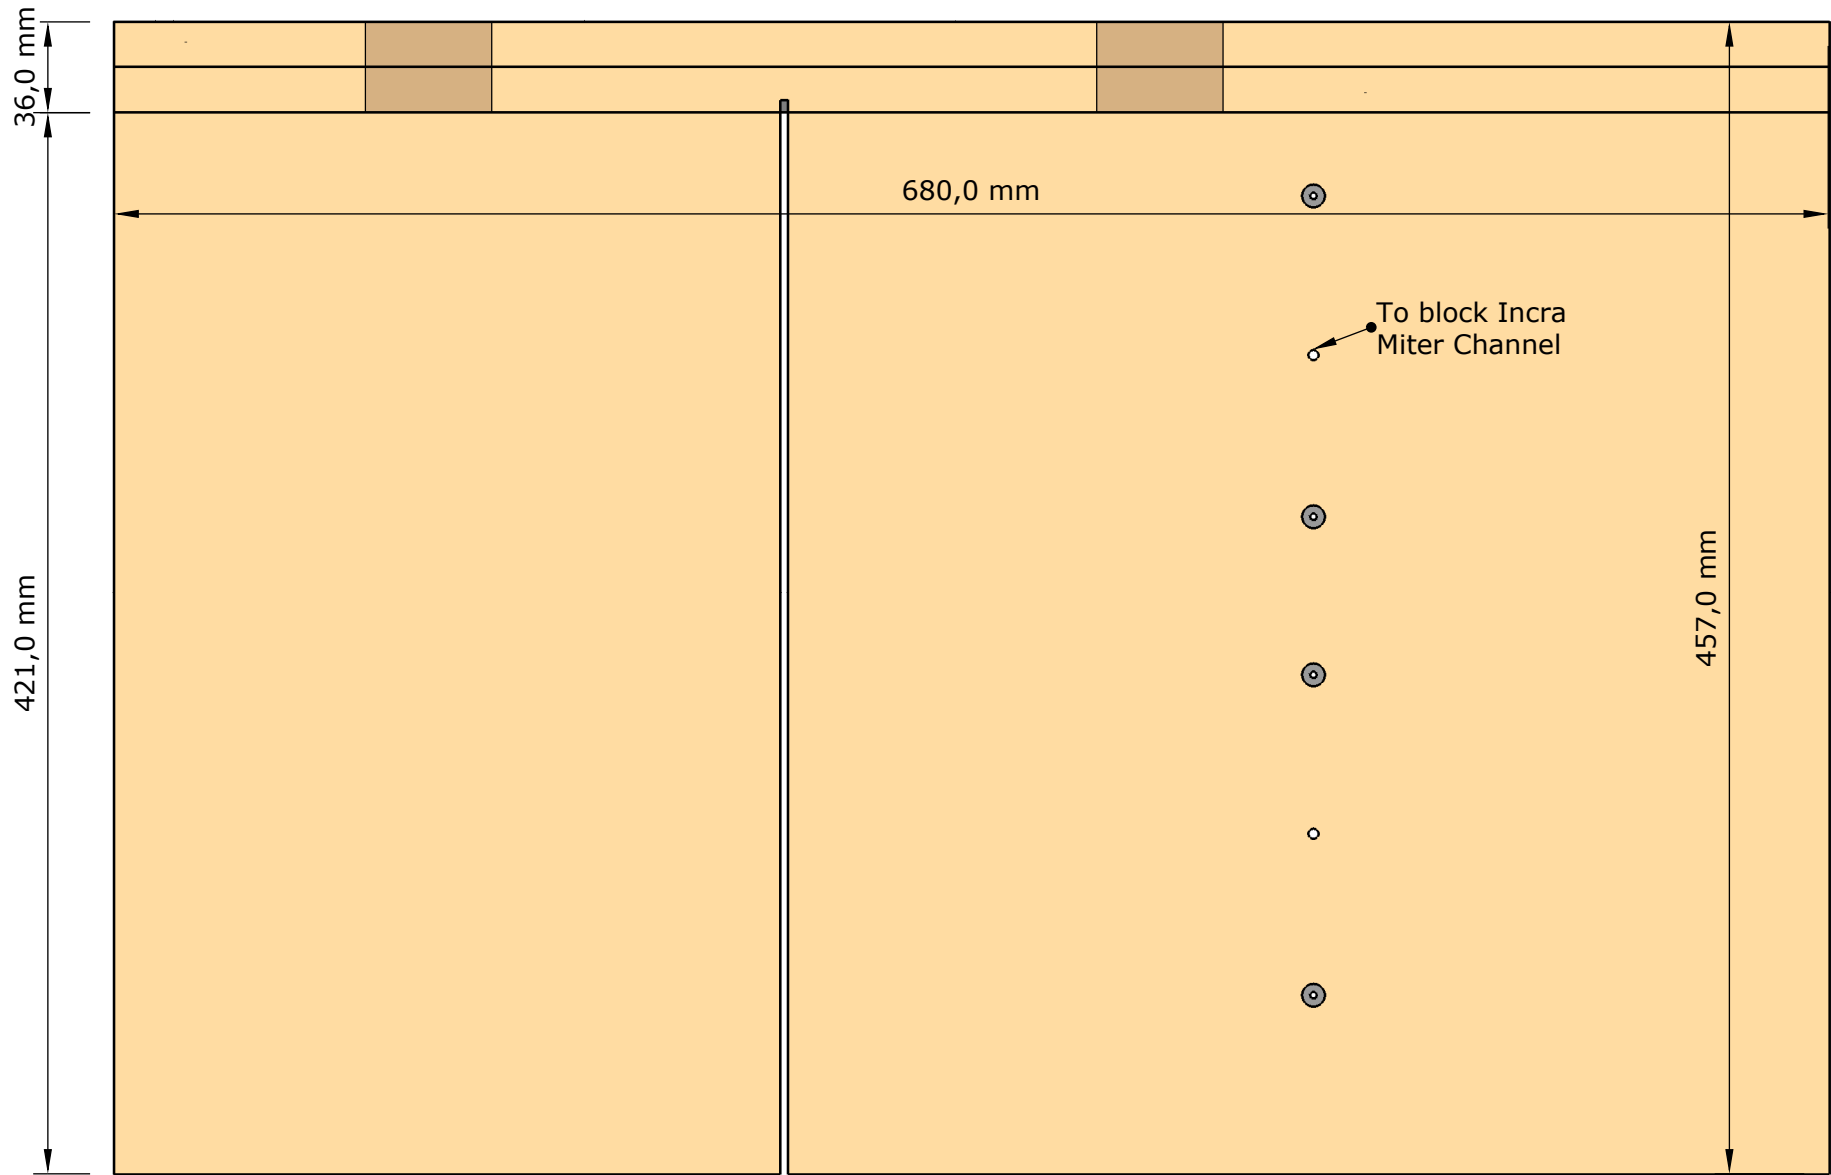 36,0 mm
680,0 mm
To block Incra
Miter Channel
457,0 mm
421,0 mm